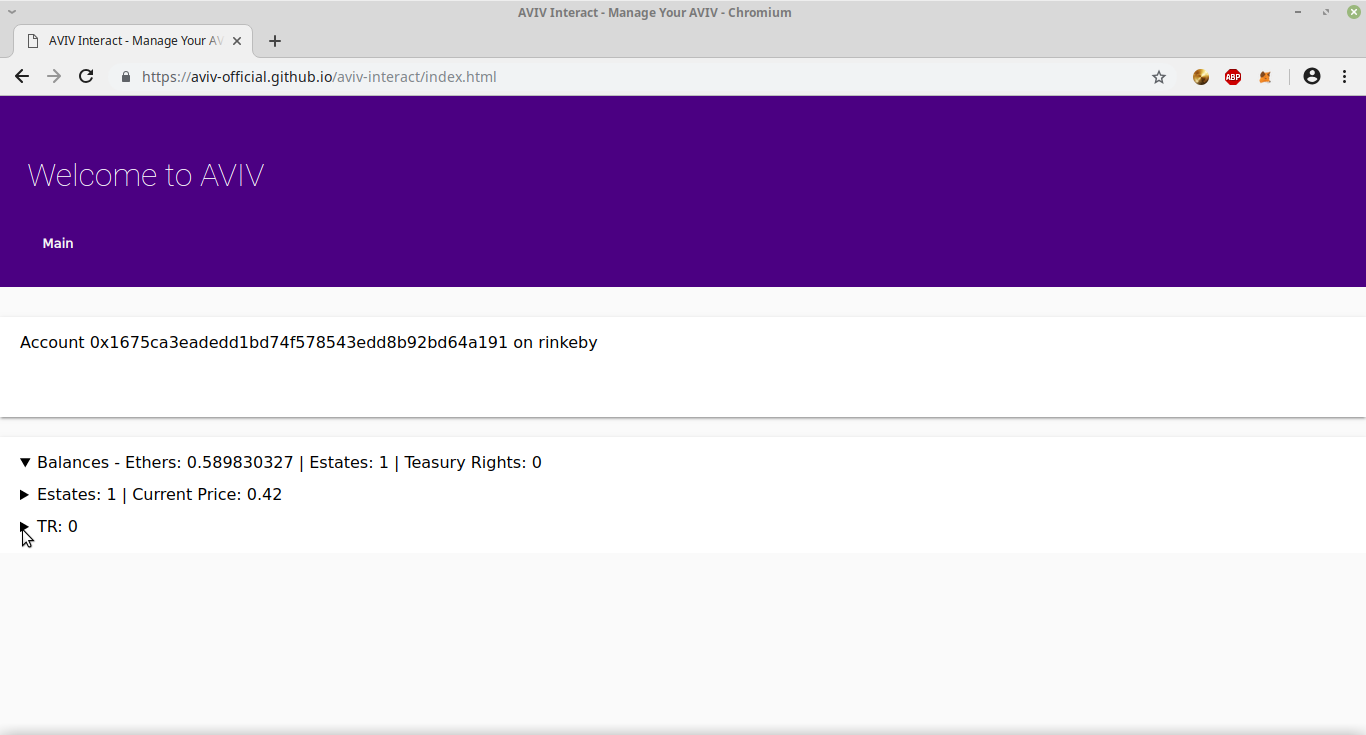 AVIV Interact - Manage Your AVIV - Chromium
AVIV Interact - Manage Your AV
https://aviv-official.github.io/aviv-interact/index.html
ABP
Welcome to AVIV
Main
Account 0x1675ca3eadedd1bd74f578543edd8b92bd64a191 on rinkeby
Balances - Ethers: 0.589830327 | Estates: 1 | Teasury Rights: 0
Estates: 1 | Current Price: 0.42
TR: 0